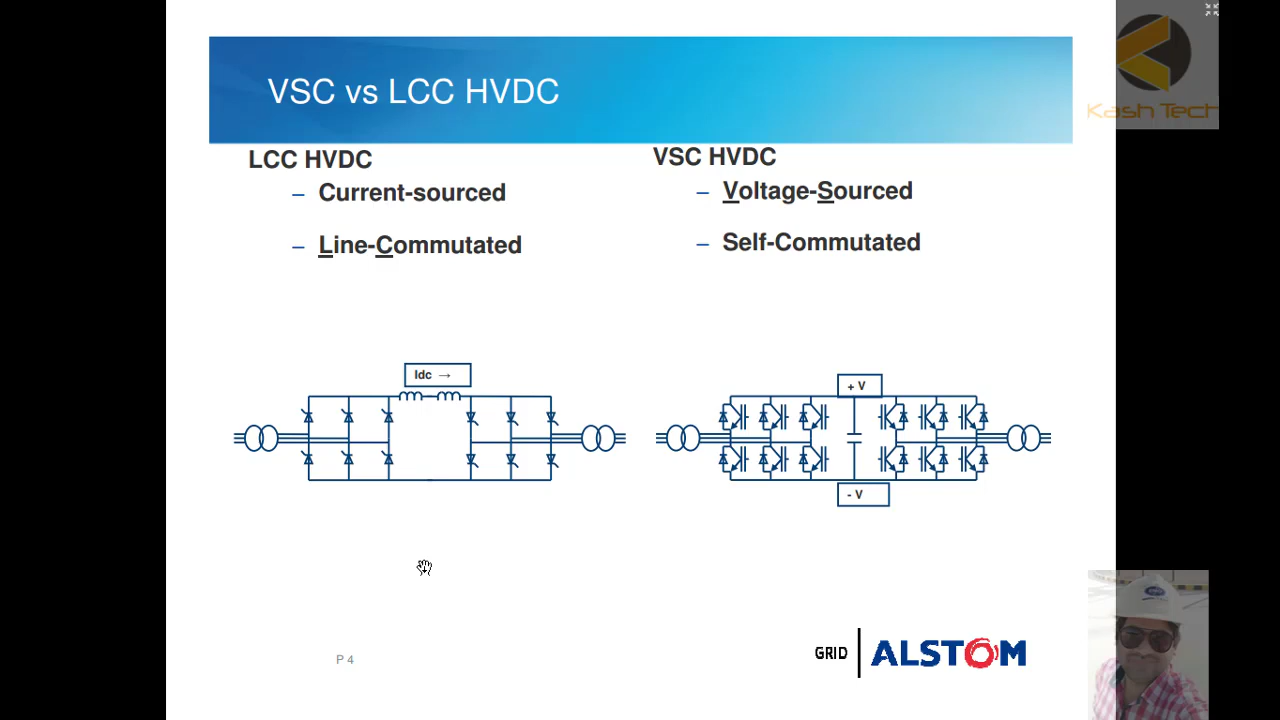 VSC vs LCC HVDC
Kash Tech
LCC HVDC
– Current-sourced
– Line-Commutated
VSC HVDC
– Voltage-Sourced
– Self-Commutated
Idc →
+ V
- V
P 4
GRID
ALSTOM